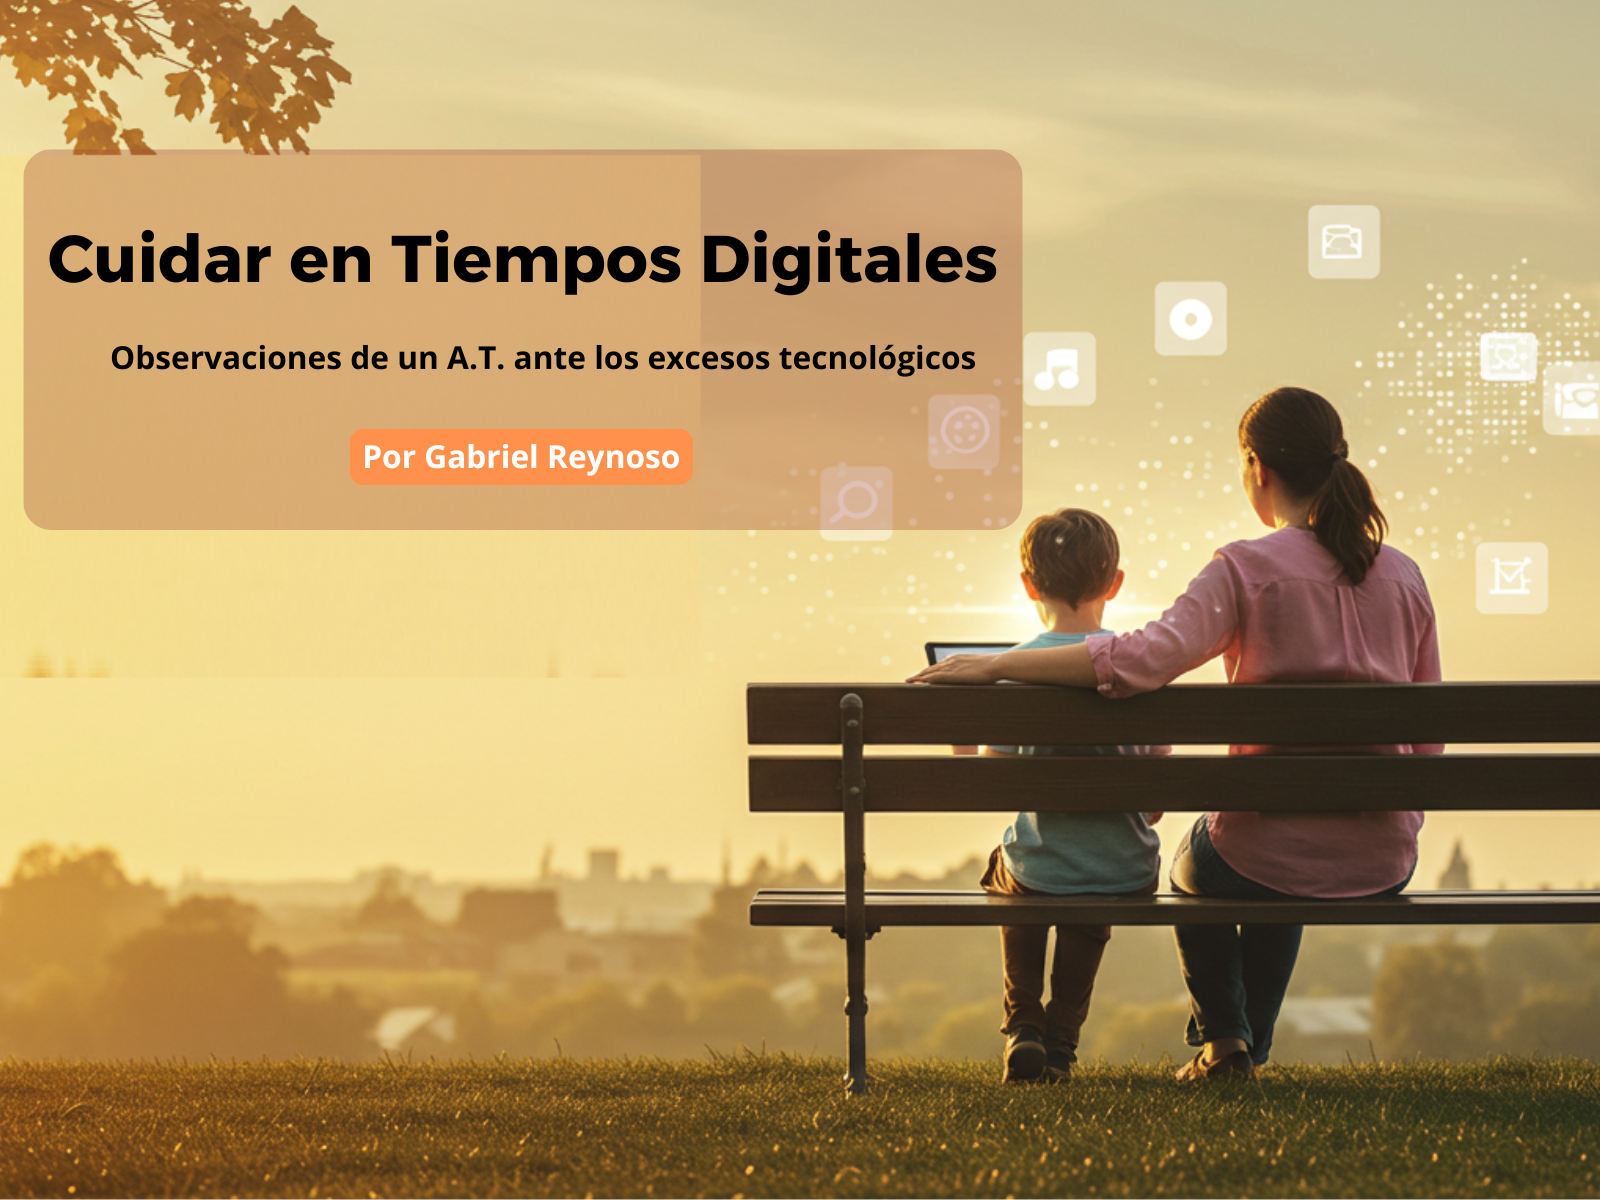 Cuidar en Tiempos Digitales
Observaciones de un A.T. ante los excesos tecnológicos
Por Gabriel Reynoso